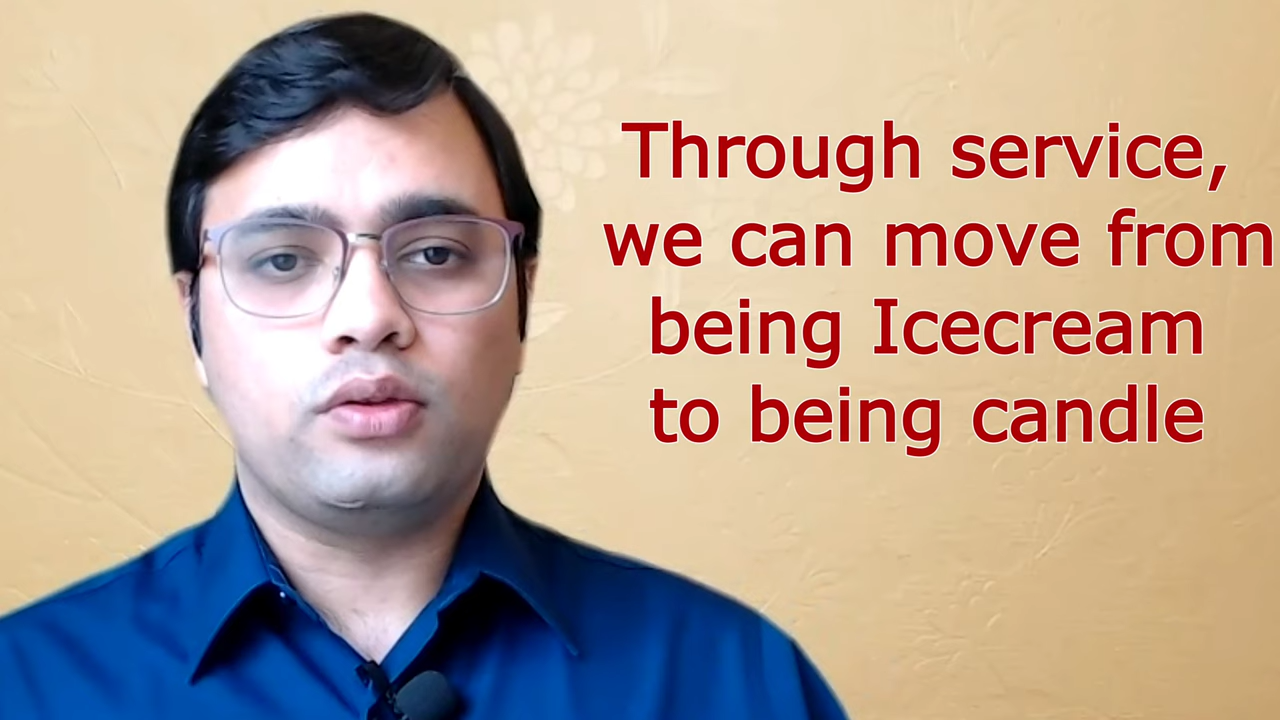 Through service,
we can move from
being Icecream
to being candle